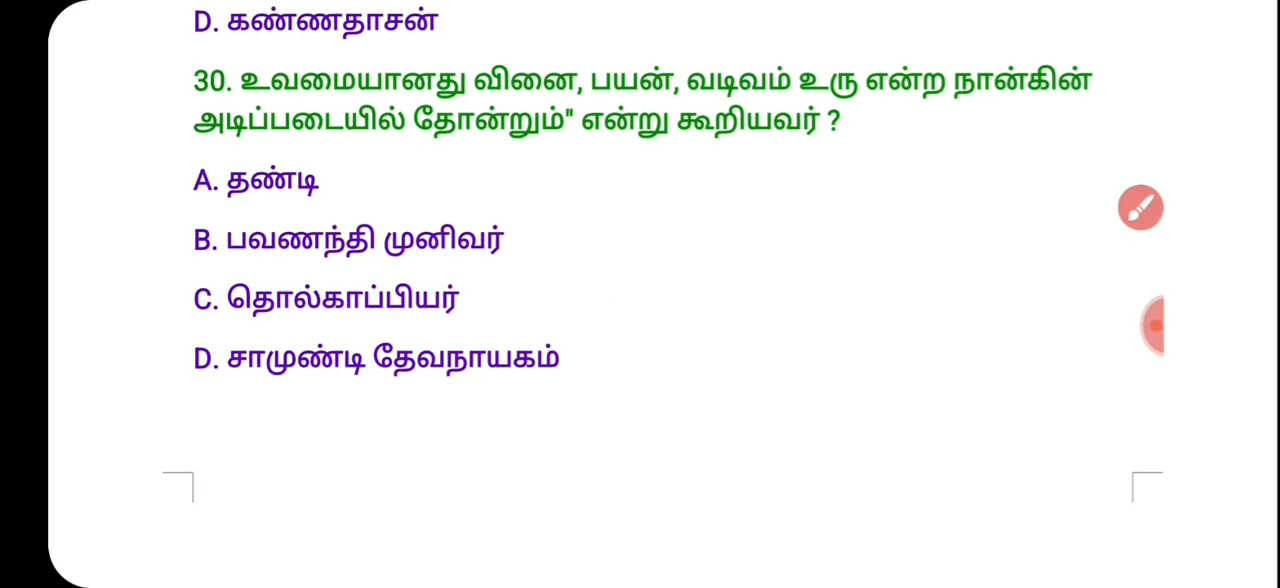 D. கண்ணதாசன்
30. உவமையானது வினை, பயன், வடிவம் உரு என்ற நான்கின்
அடிப்படையில் தோன்றும்" என்று கூறியவர் ?
A. தண்டி
B. பவணந்தி முனிவர்
C. தொல்காப்பியர்
D. சாமுண்டி தேவநாயகம்